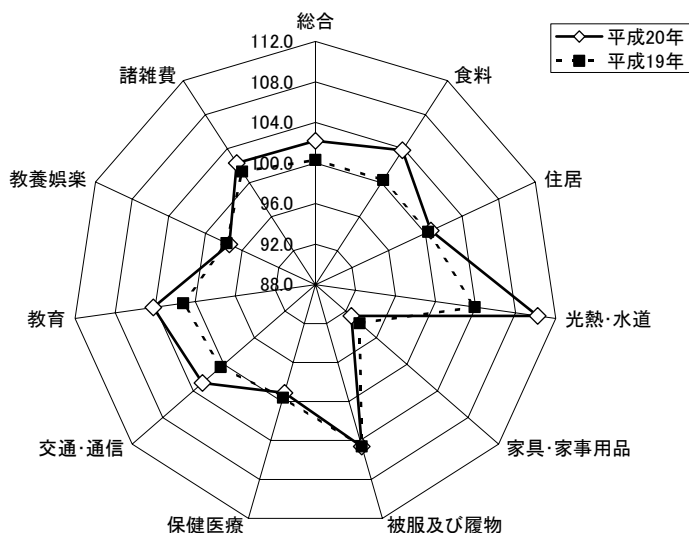 総合
112.0
108.0
104.0
100.0
96.0
92.0
88.0
平成20年
平成19年
食料
住居
光熱・水道
家具・家事用品
被服及び履物
保健医療
交通・通信
教育
教養娯楽
諸雑費